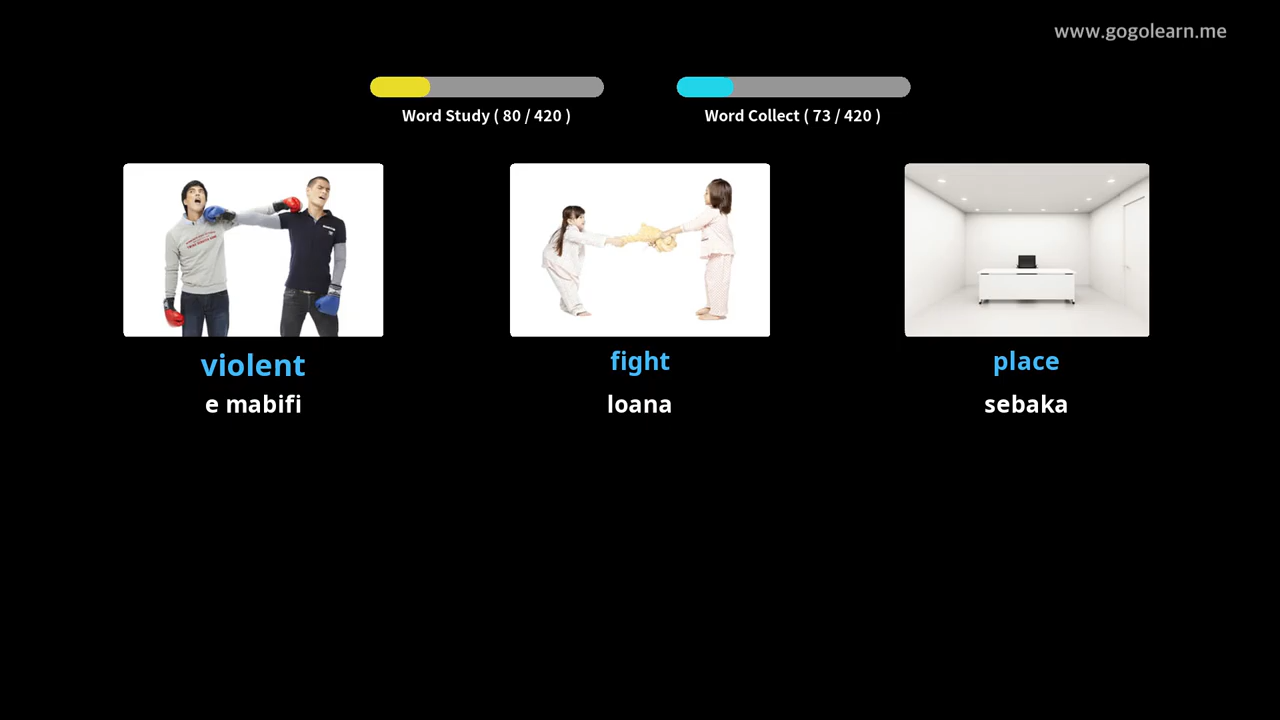 www.gogolearn.me
Word Study ( 80 / 420 )
Word Collect ( 73 / 420 )
violent
e mabifi
fight
loana
place
sebaka